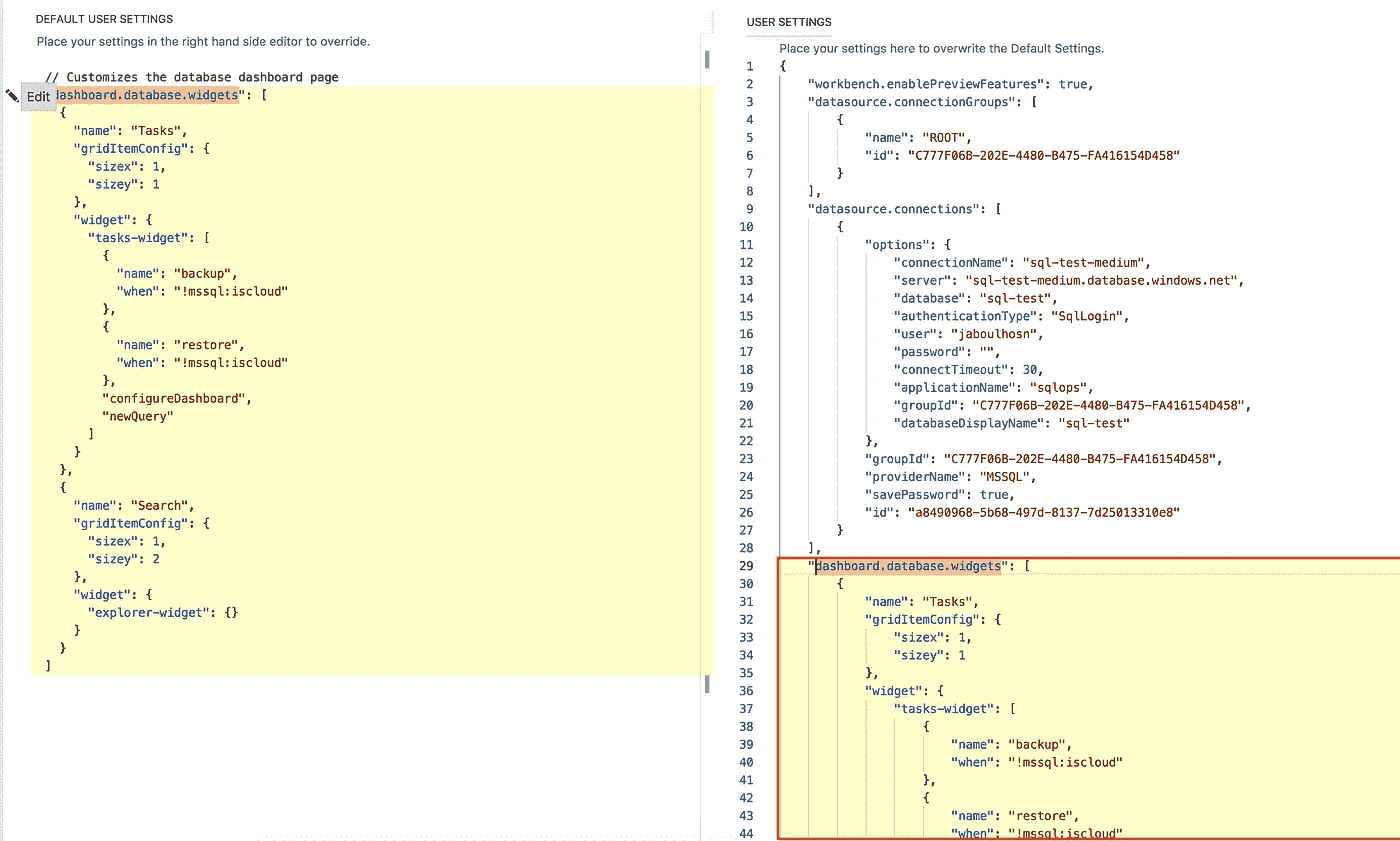 DEFAULT USER SETTINGS
Place your settings in the right hand side editor to override.
// Customizes the database dashboard page
Edit
dashboard.database.widgets": [
{
"name": "Tasks",
"gridItemConfig": {
"sizex": 1,
"sizey": 1
},
"widget": {
"tasks-widget": [
{
"name": "backup",
"when": "!mssql:iscloud"
},
{
"name": "restore",
"when": "!mssql:iscloud"
},
"configureDashboard",
"newQuery"
]
}
},
{
"name": "Search",
"gridItemConfig": {
"sizex": 1,
"sizey": 2
},
"widget": {
"explorer-widget": {}
}
}
]
USER SETTINGS
Place your settings here to overwrite the Default Settings.
1 {
2 "workbench.enablePreviewFeatures": true,
3 "datasource.connectionGroups": [
4 {
5 "name": "ROOT",
6 "id": "C777F06B-202E-4480-B475-FA416154D458"
7 }
8 ],
9 "datasource.connections": [
10 {
11 "options": {
12 "connectionName": "sql-test-medium",
13 "server": "sql-test-medium.database.windows.net",
14 "database": "sql-test",
15 "authenticationType": "SqlLogin",
16 "user": "jaboulhosn",
17 "password": "",
18 "connectTimeout": 30,
19 "applicationName": "sqlops",
20 "groupId": "C777F06B-202E-4480-B475-FA416154D458",
21 "databaseDisplayName": "sql-test"
22 },
23 "groupId": "C777F06B-202E-4480-B475-FA416154D458",
24 "providerName": "MSSQL",
25 "savePassword": true,
26 "id": "a8490968-5b68-497d-8137-7d25013310e8"
27 }
28 ],
29 "dashboard.database.widgets": [
30 {
31 "name": "Tasks",
32 "gridItemConfig": {
33 "sizex": 1,
34 "sizey": 1
35 },
36 "widget": {
37 "tasks-widget": [
38 {
39 "name": "backup",
40 "when": "!mssql:iscloud"
41 },
42 {
43 "name": "restore",
44 "when": "!mssql:iscloud"